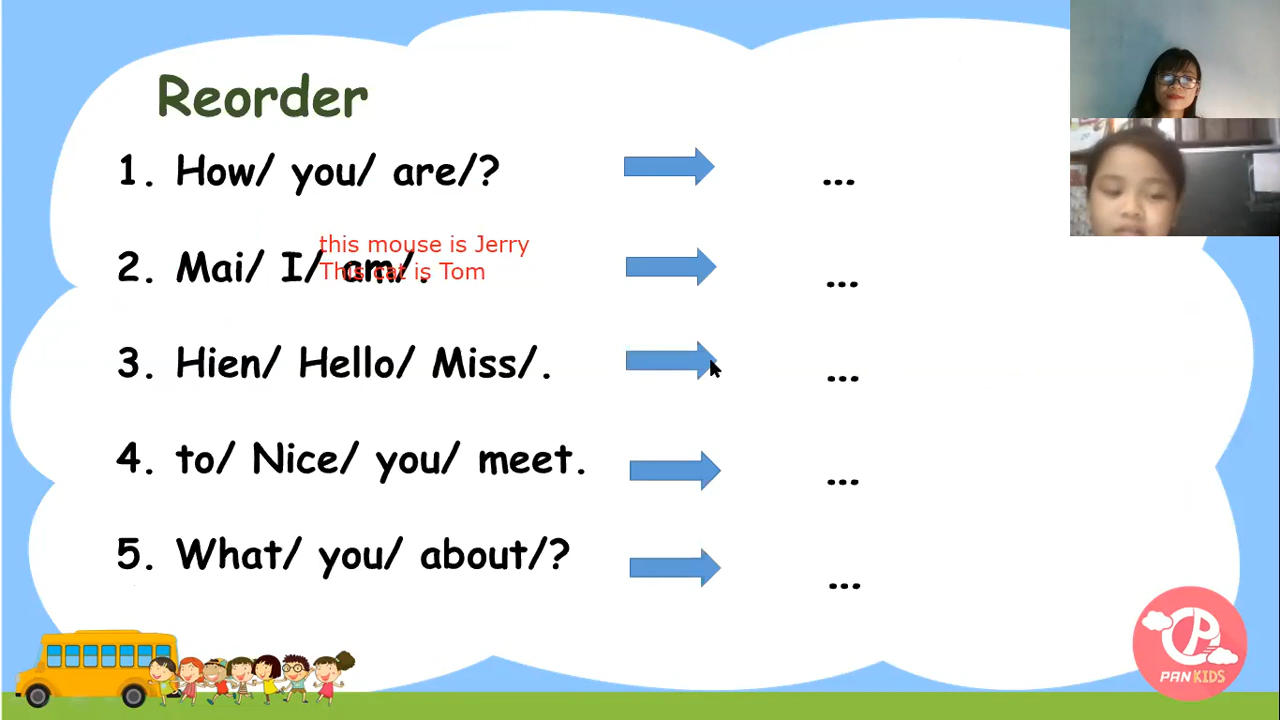 Reorder
1. How/ you/ are/? ...
this mouse is Jerry
This cat is Tom
2. Mai/ I/ am/. ...
3. Hien/ Hello/ Miss/. ...
4. to/ Nice/ you/ meet. ...
5. What/ you/ about/? ...
PAN KIDS